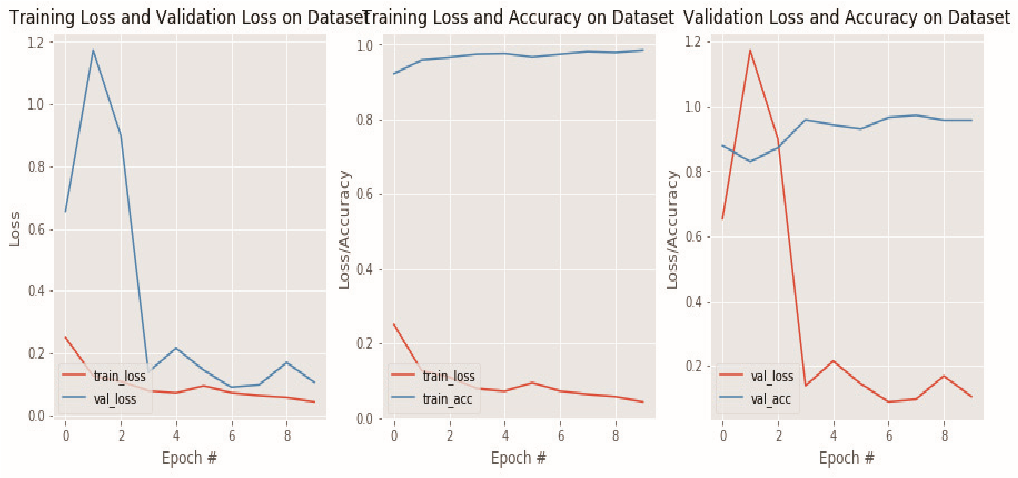 Training Loss and Validation Loss on Dataset
1.2
1.0
0.8
0.6
0.4
0.2
0.0
Loss
train_loss
val_loss
0 2 4 6 8
Epoch #
Training Loss and Accuracy on Dataset
1.0
0.8
0.6
0.4
0.2
0.0
Loss/Accuracy
train_loss
train_acc
0 2 4 6 8
Epoch #
Validation Loss and Accuracy on Dataset
1.2
1.0
0.8
0.6
0.4
0.2
Loss/Accuracy
val_loss
val_acc
0 2 4 6 8
Epoch #